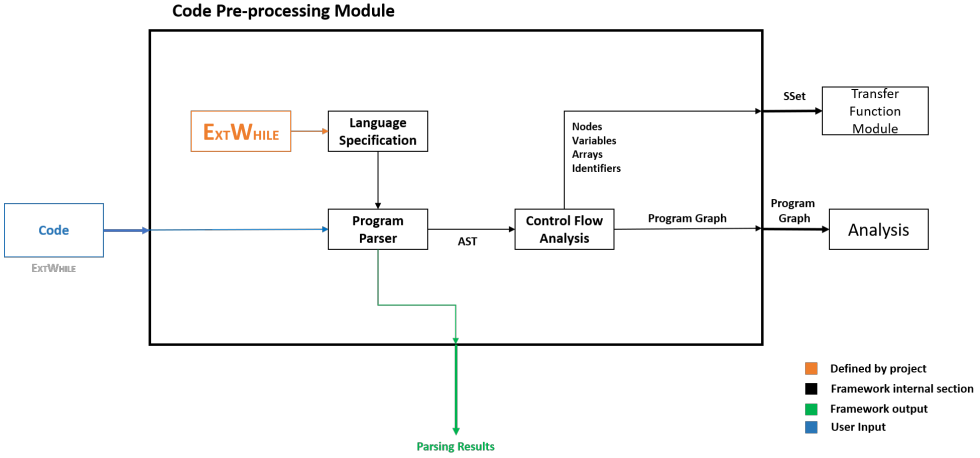 Code Pre-processing Module
SSet
Transfer
Function
Module
Nodes
Variables
Arrays
Identifiers
EXTWHILE
Language
Specification
Code
EXTWHILE
Program
Parser
AST
Control Flow
Analysis
Program Graph
Program
Graph
Analysis
Defined by project
Framework internal section
Framework output
User Input
Parsing Results